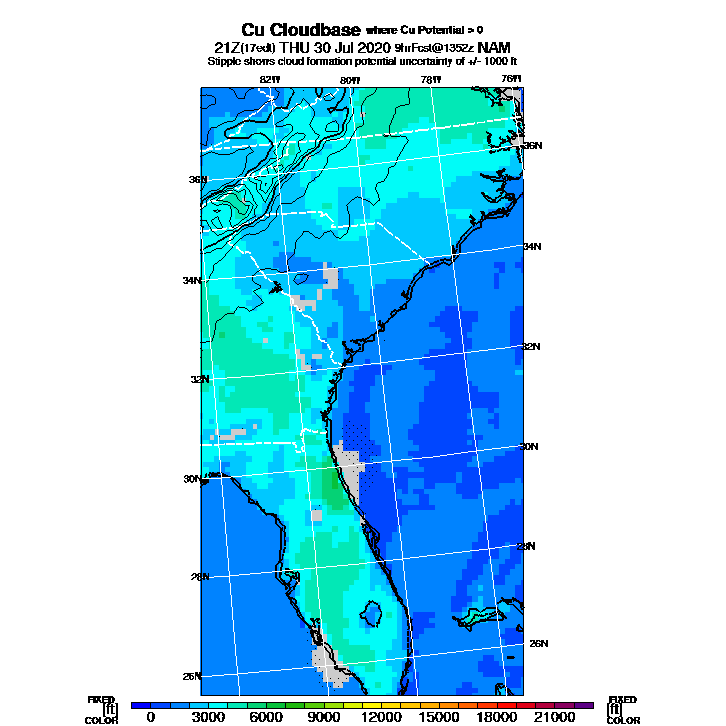 Cu Cloudbase where Cu Potential > 0
21Z(17edt) THU 30 Jul 2020 9hrFcst@1352z NAM
Stipple shows cloud formation potential uncertainty of +/- 1000 ft
82W 80W 78W 76W
36N
36N
34N
34N
32N
32N
30N
30N
28N
28N
26N
26N
FIXED FIXED
[ft] 0 3000 6000 9000 12000 15000 18000 21000 [ft]
COLOR COLOR